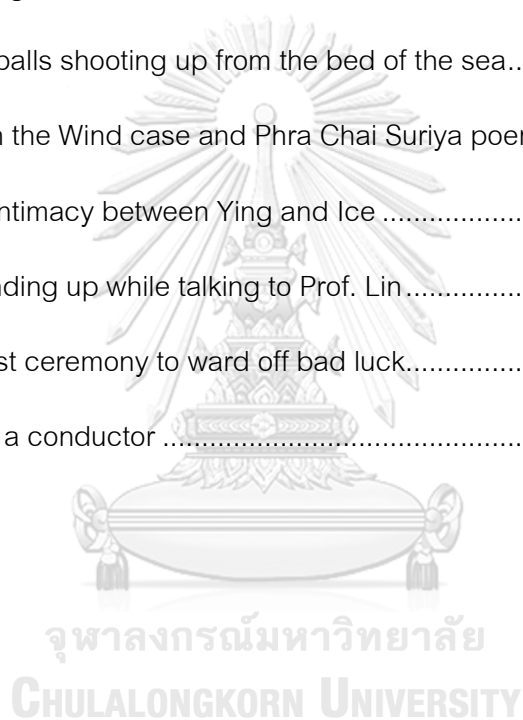 balls shooting up from the bed of the sea..
n the Wind case and Phra Chai Suriya poer
ntimacy between Ying and Ice ..................
nding up while talking to Prof. Lin...............
st ceremony to ward off bad luck...............
a conductor ..............................................
จุฬาลงกรณ์มหาวิทยาลัย
CHULALONGKORN UNIVERSITY